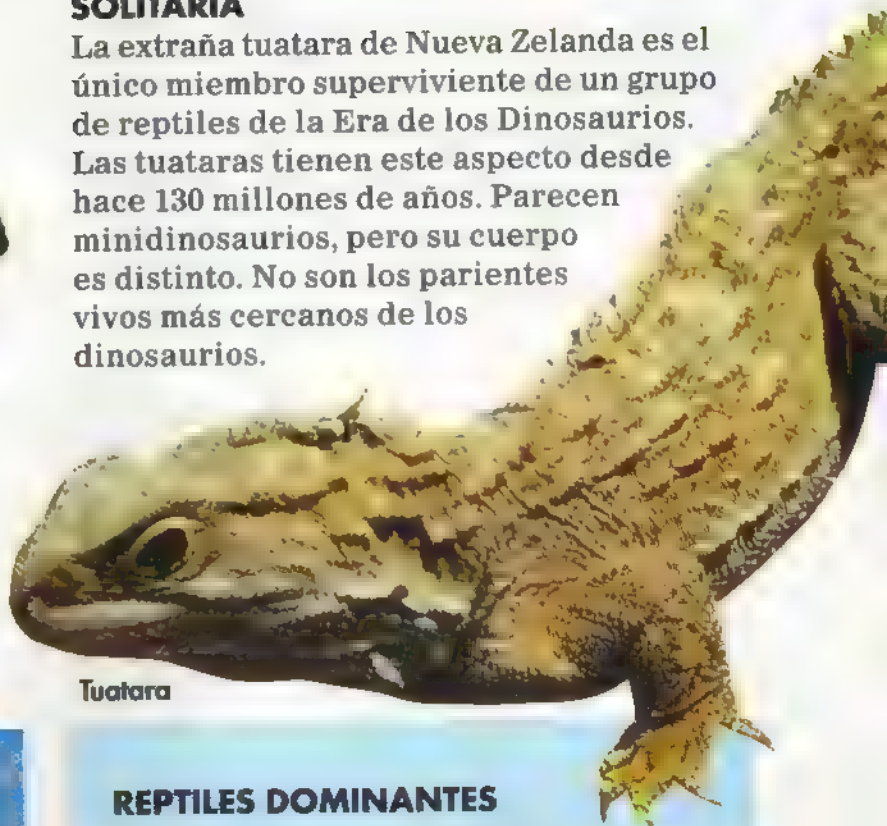 SOLITARIA
La extraña tuatara de Nueva Zelanda es el
único miembro superviviente de un grupo
de reptiles de la Era de los Dinosaurios.
Las tuataras tienen este aspecto desde
hace 130 millones de años. Parecen
minidinosaurios, pero su cuerpo
es distinto. No son los parientes
vivos más cercanos de los
dinosaurios.
Tuatara
REPTILES DOMINANTES